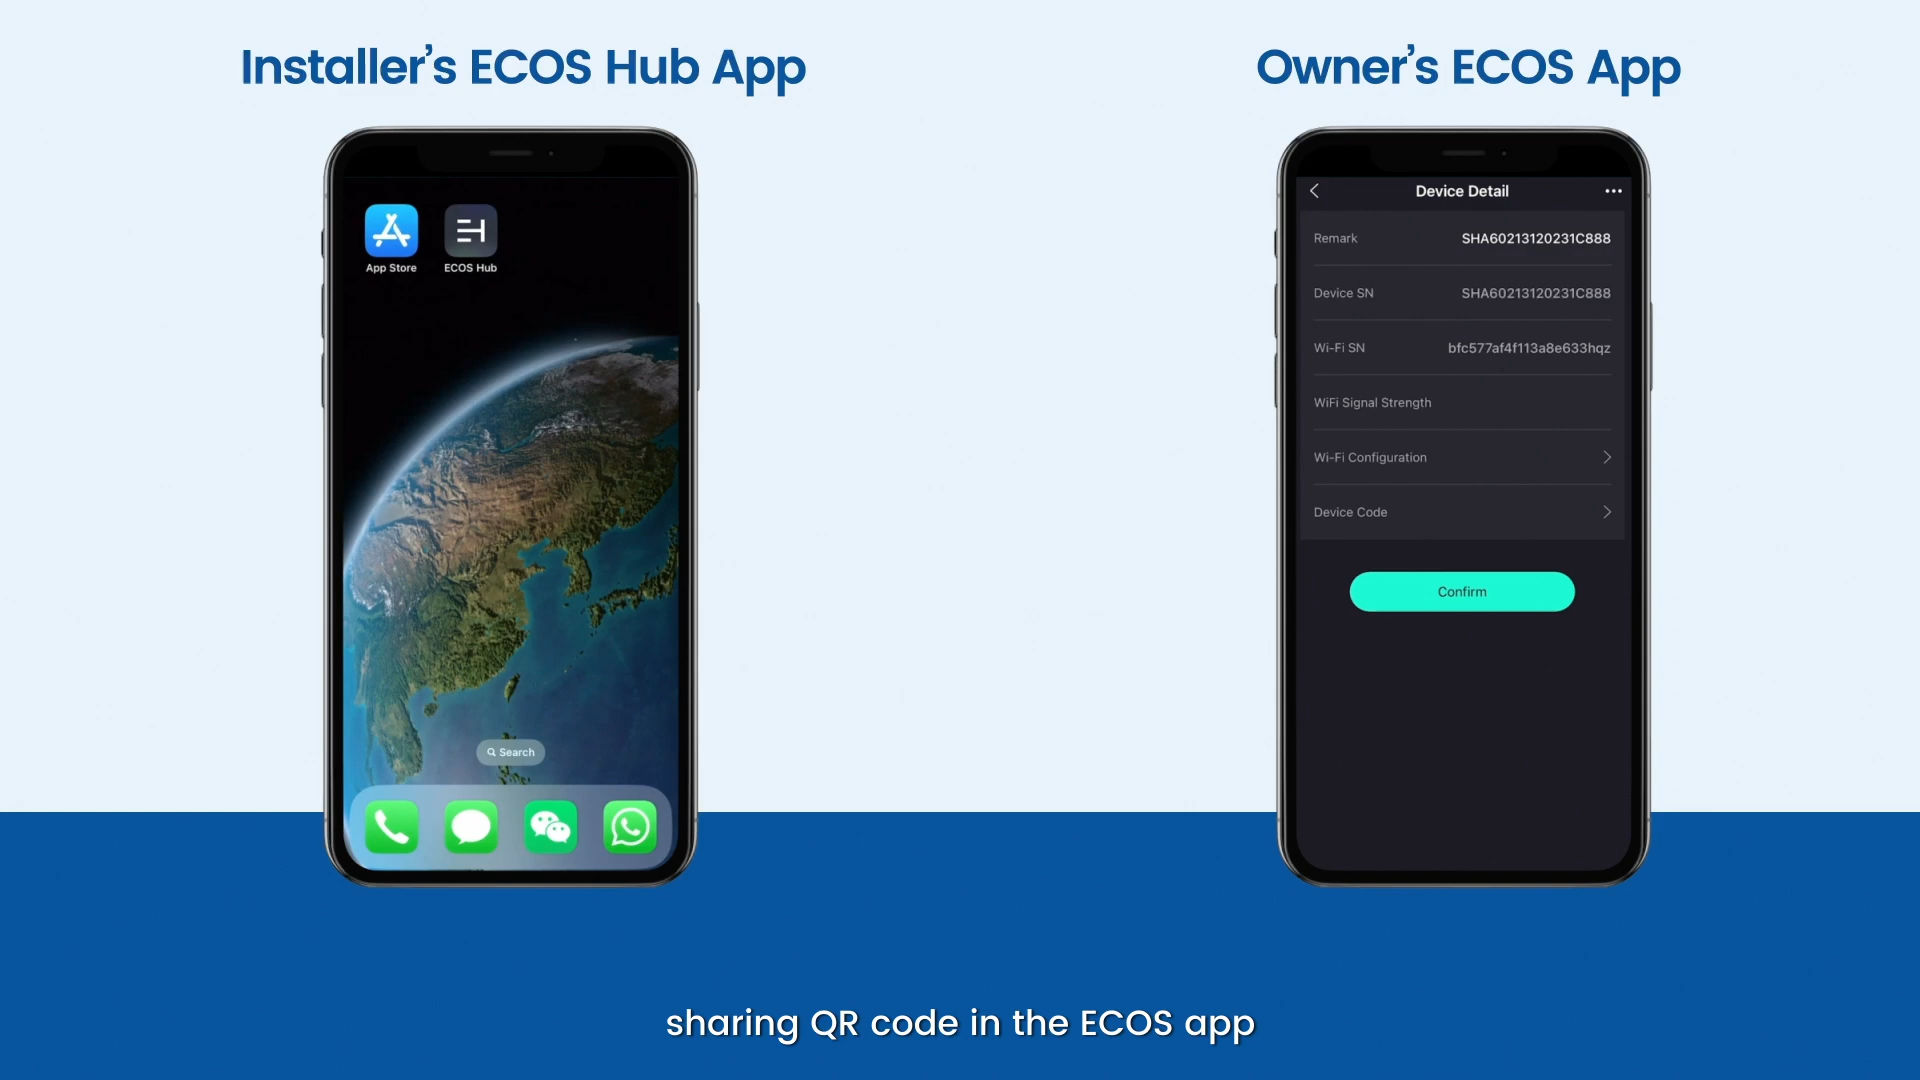 Installer's ECOS Hub App
Owner's ECOS App
App Store
ECOS Hub
Search
Device Detail
Remark SHA60213120231C888
Device SN SHA60213120231C888
Wi-Fi SN bfc577af4f113a8e633hqz
WiFi Signal Strength
Wi-Fi Configuration
Device Code
Confirm
sharing QR code in the ECOS app